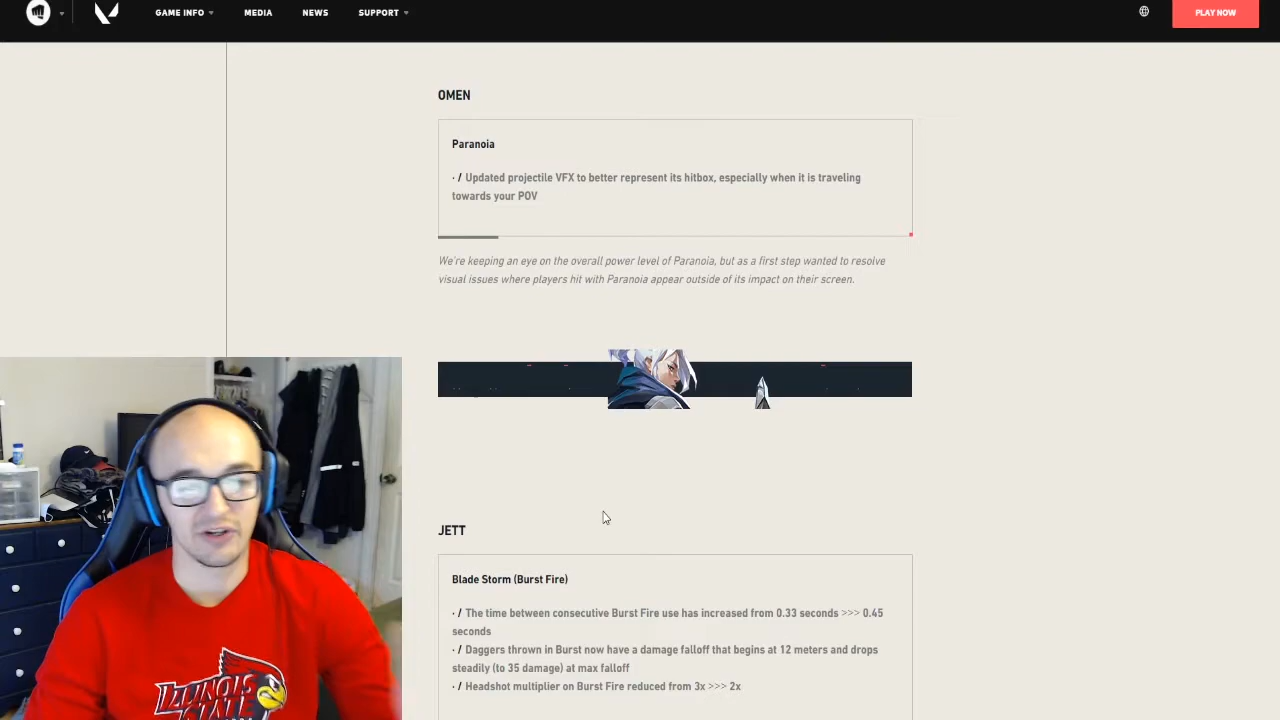 GAME INFO MEDIA NEWS SUPPORT PLAY NOW
OMEN
Paranoia
· / Updated projectile VFX to better represent its hitbox, especially when it is traveling
towards your POV
We're keeping an eye on the overall power level of Paranoia, but as a first step wanted to resolve
visual issues where players hit with Paranoia appear outside of its impact on their screen.
JETT
Blade Storm (Burst Fire)
· / The time between consecutive Burst Fire use has increased from 0.33 seconds >>> 0.45
seconds
· / Daggers thrown in Burst now have a damage falloff that begins at 12 meters and drops
steadily (to 35 damage) at max falloff
· / Headshot multiplier on Burst Fire reduced from 3x >>> 2x
ILLINOIS
STATE